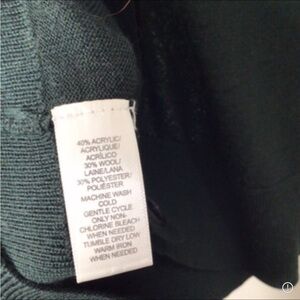 40% ACRYLIC/
ACRYLIQUE/
ACRÍLICO
30% WOOL/
LAINE/LANA
30% POLYESTER/
POLIÉSTER
MACHINE WASH
COLD
GENTLE CYCLE
ONLY NON-
CHLORINE BLEACH
WHEN NEEDED
TUMBLE DRY LOW
WARM IRON
WHEN NEEDED